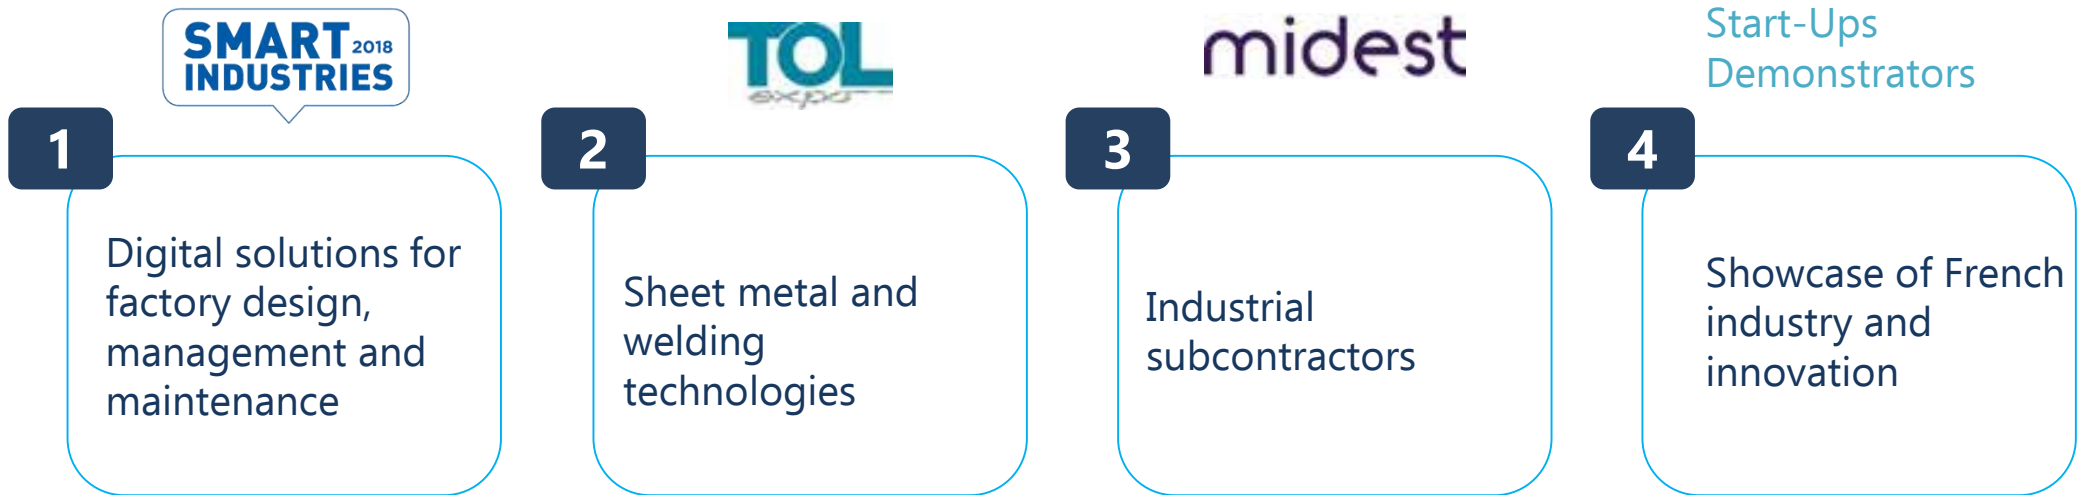 SMART 2018
INDUSTRIES
TOL
expo
midest
Start-Ups
Demonstrators
1
2
3
4
Digital solutions for
factory design,
management and
maintenance
Sheet metal and
welding
technologies
Industrial
subcontractors
Showcase of French
industry and
innovation